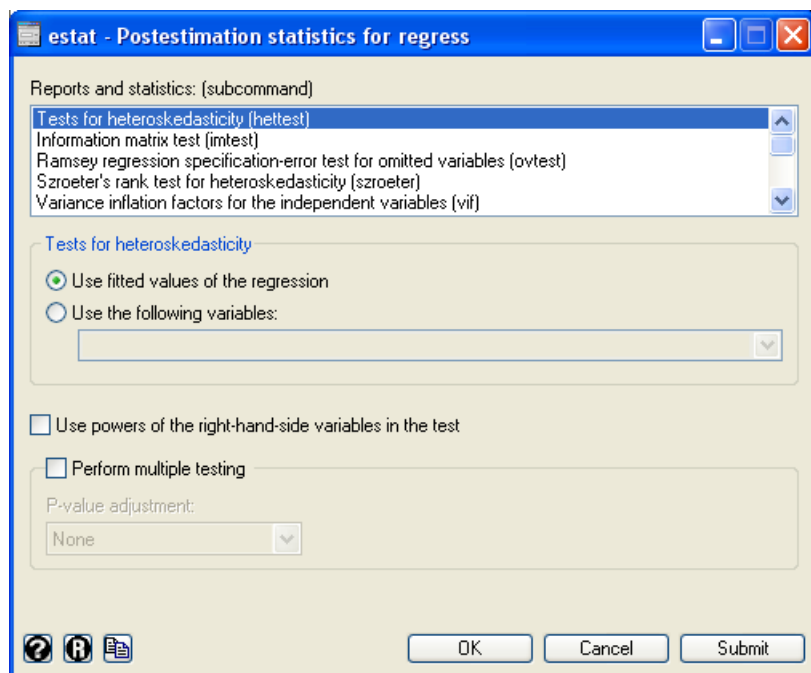 estat - Postestimation statistics for regress
Reports and statistics: (subcommand)
Tests for heteroskedasticity (hettest)
Information matrix test (imtest)
Ramsey regression specification-error test for omitted variables (ovtest)
Szroeter's rank test for heteroskedasticity (szroeter)
Variance inflation factors for the independent variables (vif)
Tests for heteroskedasticity
Use fitted values of the regression
Use the following variables:
Use powers of the right-hand-side variables in the test
Perform multiple testing
P-value adjustment:
None
? R OK Cancel Submit